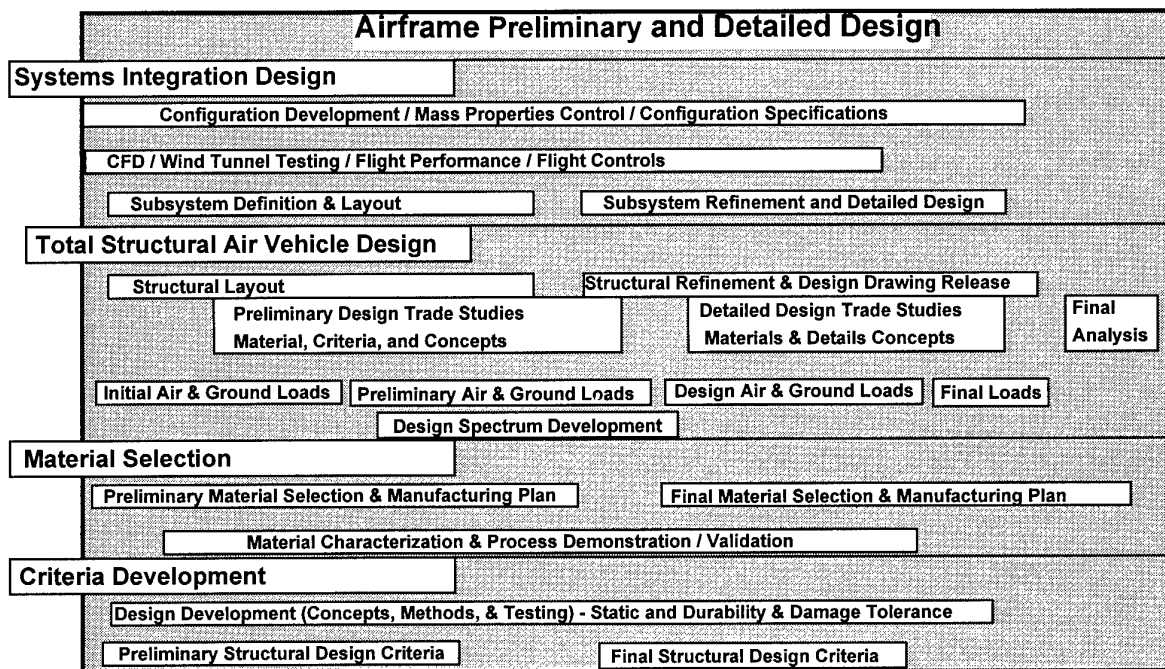 Airframe Preliminary and Detailed Design
Systems Integration Design
Configuration Development / Mass Properties Control / Configuration Specifications
CFD / Wind Tunnel Testing / Flight Performance / Flight Controls
Subsystem Definition & Layout
Subsystem Refinement and Detailed Design
Total Structural Air Vehicle Design
Structural Layout
Structural Refinement & Design Drawing Release
Preliminary Design Trade Studies
Material, Criteria, and Concepts
Detailed Design Trade Studies
Materials & Details Concepts
Final
Analysis
Initial Air & Ground Loads
Preliminary Air & Ground Loads
Design Air & Ground Loads
Final Loads
Design Spectrum Development
Material Selection
Preliminary Material Selection & Manufacturing Plan
Final Material Selection & Manufacturing Plan
Material Characterization & Process Demonstration / Validation
Criteria Development
Design Development (Concepts, Methods, & Testing) - Static and Durability & Damage Tolerance
Preliminary Structural Design Criteria
Final Structural Design Criteria